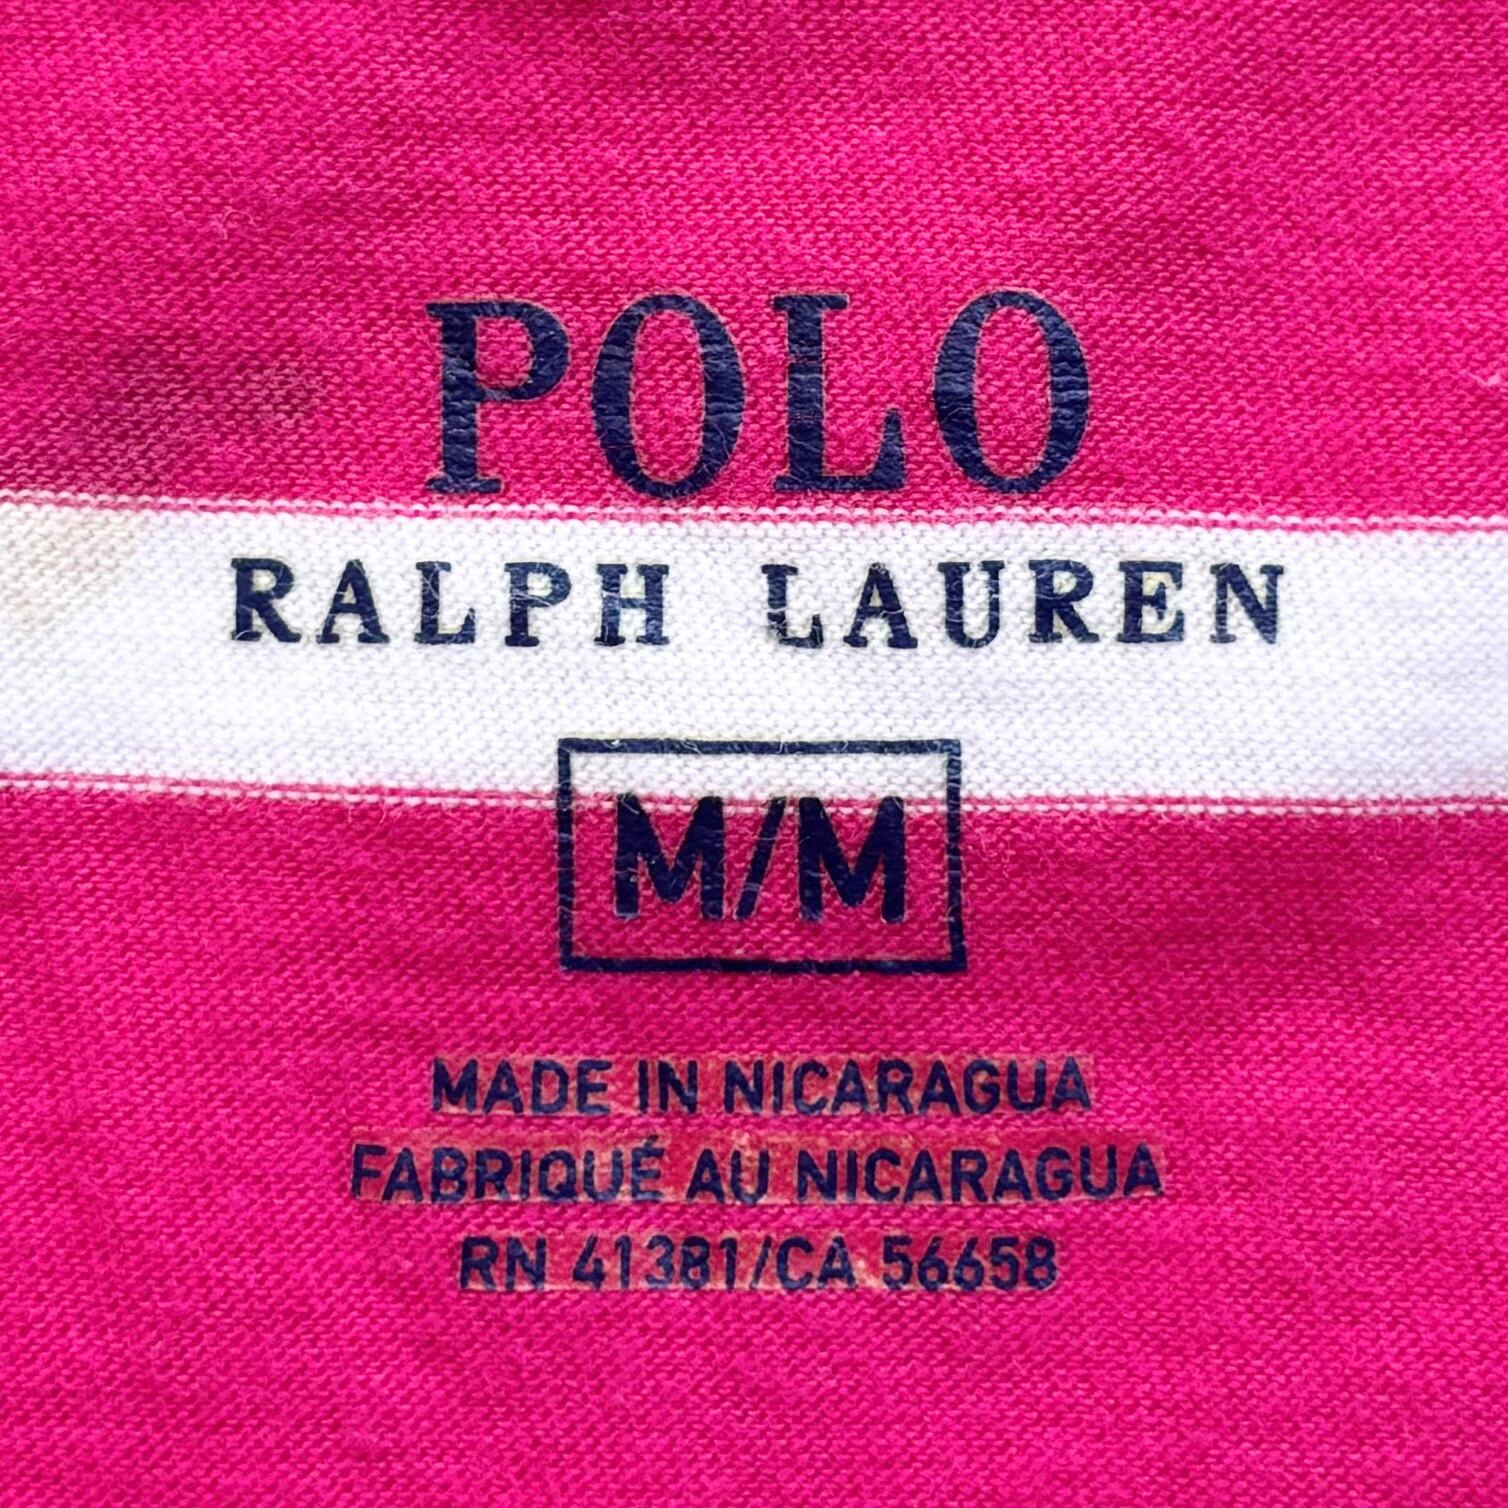 POLO
RALPH LAUREN
M/M
MADE IN NICARAGUA
FABRIQUÉ AU NICARAGUA
RN 41381/CA 56658